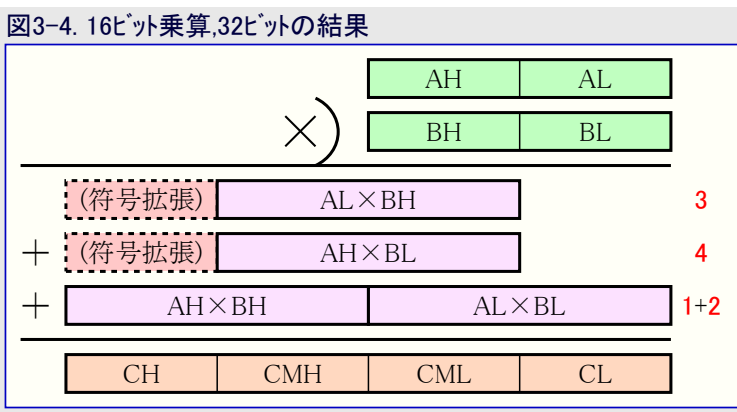 図3-4. 16ﾋﾞｯﾄ乗算,32ﾋﾞｯﾄの結果
AH AL
× BH BL
(符号拡張) AL×BH 3
+ (符号拡張) AH×BL 4
+ AH×BH AL×BL 1+2
CH CMH CML CL